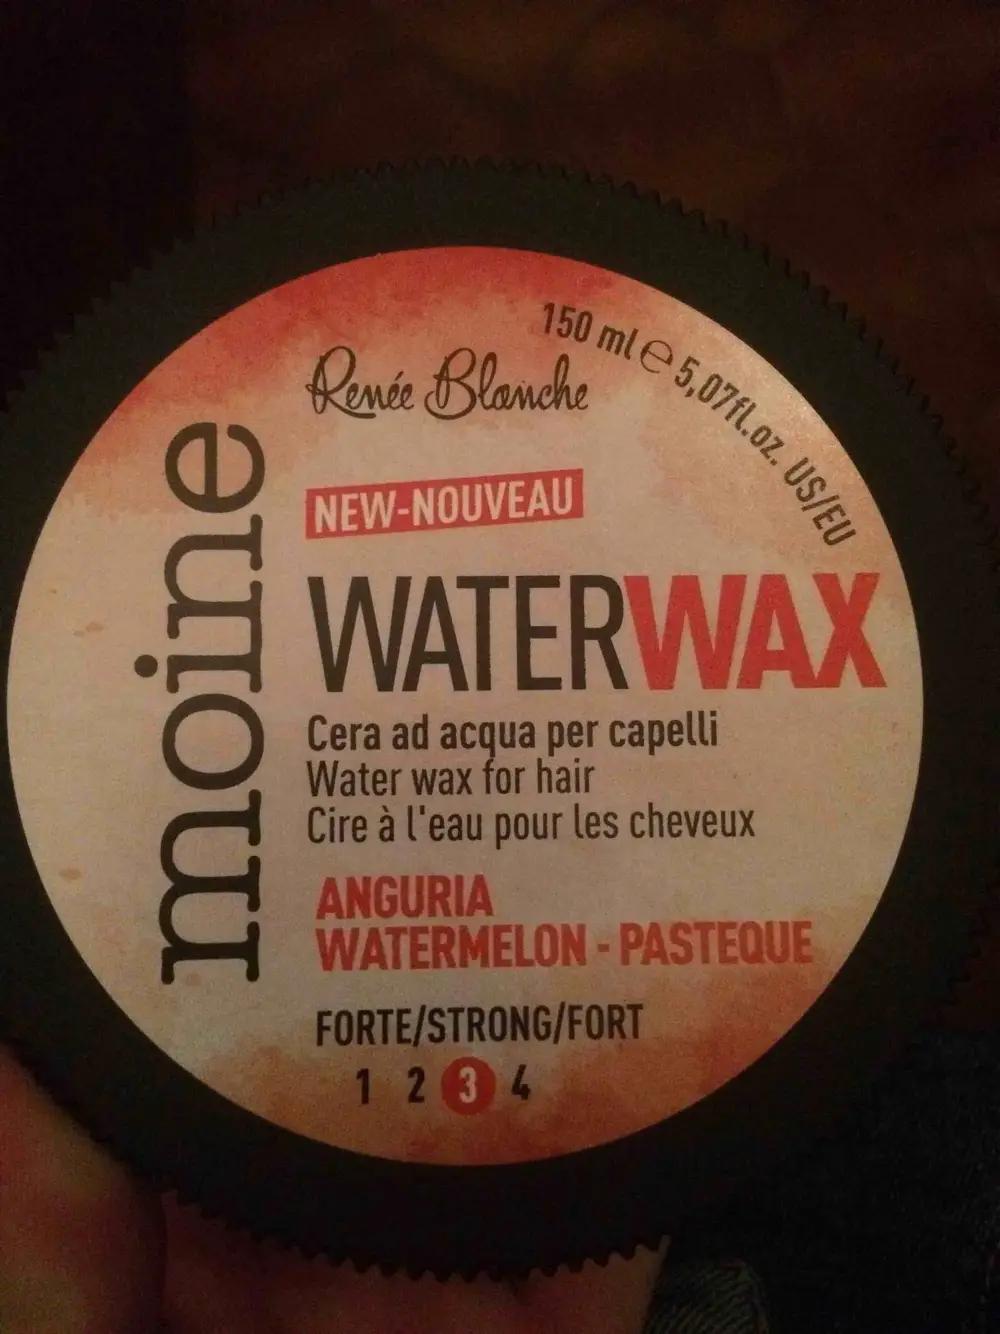 Renée Blanche
150 ml ℮ 5,07fl.oz. US/EU
moine
NEW-NOUVEAU
WATERWAX
Cera ad acqua per capelli
Water wax for hair
Cire à l'eau pour les cheveux
ANGURIA
WATERMELON - PASTEQUE
FORTE/STRONG/FORT
1 2 3 4